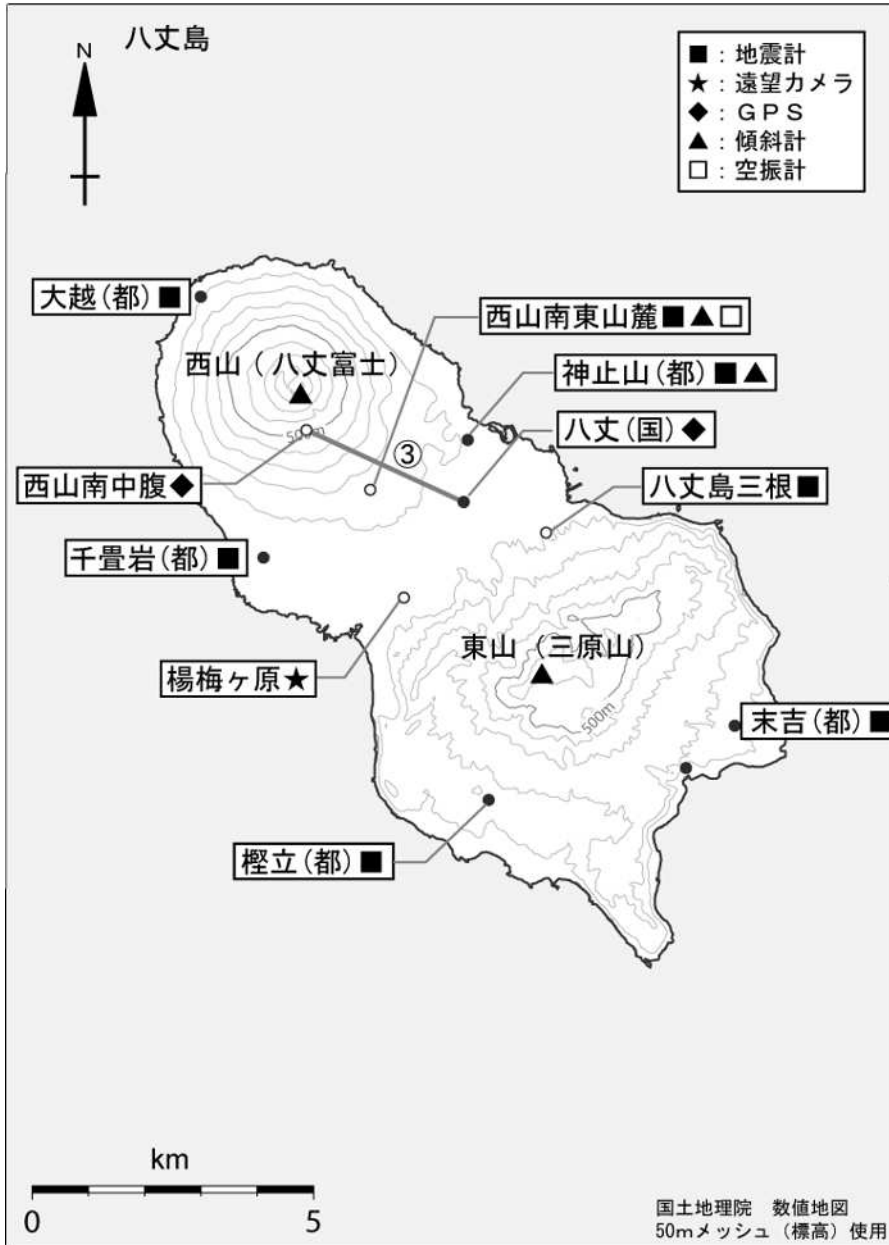 八丈島
N
■：地震計
★：遠望カメラ
◆：ＧＰＳ
▲：傾斜計
□：空振計
大越(都)■
西山南東山麓■▲□
西山（八丈富士）
神止山(都)■▲
500m
③
八丈(国)◆
西山南中腹◆
八丈島三根■
千畳岩(都)■
東山（三原山）
楊梅ヶ原★
500m
末吉(都)■
樫立(都)■
km
0 5
国土地理院　数値地図
50mメッシュ（標高）使用